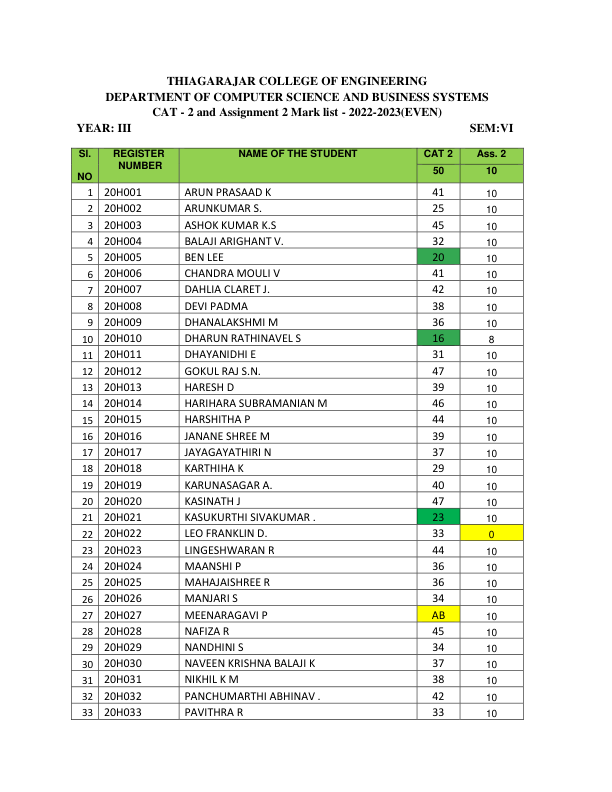 THIAGARAJAR COLLEGE OF ENGINEERING
DEPARTMENT OF COMPUTER SCIENCE AND BUSINESS SYSTEMS
CAT - 2 and Assignment 2 Mark list - 2022-2023(EVEN)
YEAR: III SEM:VI
Sl. NO REGISTER NUMBER NAME OF THE STUDENT CAT 2 Ass. 2
50 10
1 20H001 ARUN PRASAAD K 41 10
2 20H002 ARUNKUMAR S. 25 10
3 20H003 ASHOK KUMAR K.S 45 10
4 20H004 BALAJI ARIGHANT V. 32 10
5 20H005 BEN LEE 20 10
6 20H006 CHANDRA MOULI V 41 10
7 20H007 DAHLIA CLARET J. 42 10
8 20H008 DEVI PADMA 38 10
9 20H009 DHANALAKSHMI M 36 10
10 20H010 DHARUN RATHINAVEL S 16 8
11 20H011 DHAYANIDHI E 31 10
12 20H012 GOKUL RAJ S.N. 47 10
13 20H013 HARESH D 39 10
14 20H014 HARIHARA SUBRAMANIAN M 46 10
15 20H015 HARSHITHA P 44 10
16 20H016 JANANE SHREE M 39 10
17 20H017 JAYAGAYATHIRI N 37 10
18 20H018 KARTHIHA K 29 10
19 20H019 KARUNASAGAR A. 40 10
20 20H020 KASINATH J 47 10
21 20H021 KASUKURTHI SIVAKUMAR . 23 10
22 20H022 LEO FRANKLIN D. 33 0
23 20H023 LINGESHWARAN R 44 10
24 20H024 MAANSHI P 36 10
25 20H025 MAHAJAISHREE R 36 10
26 20H026 MANJARI S 34 10
27 20H027 MEENARAGAVI P AB 10
28 20H028 NAFIZA R 45 10
29 20H029 NANDHINI S 34 10
30 20H030 NAVEEN KRISHNA BALAJI K 37 10
31 20H031 NIKHIL K M 38 10
32 20H032 PANCHUMARTHI ABHINAV . 42 10
33 20H033 PAVITHRA R 33 10